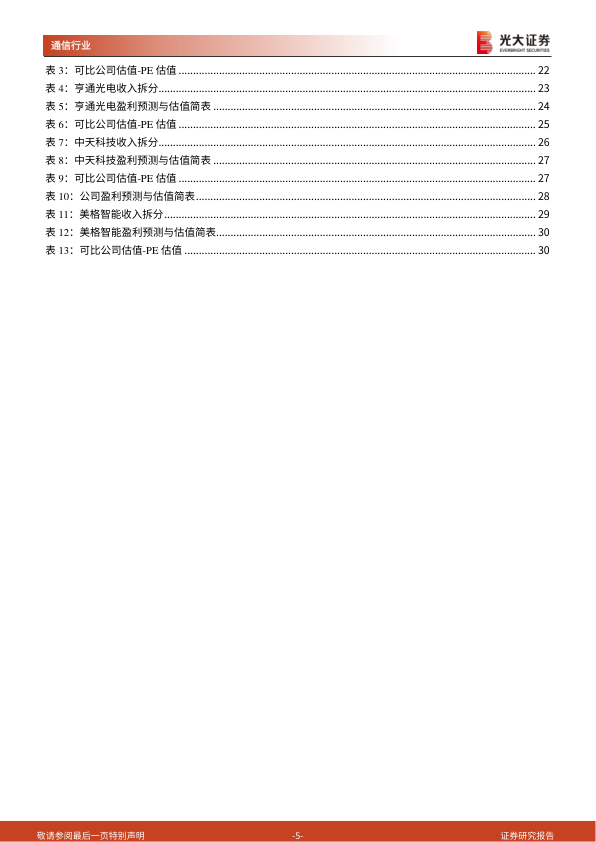 通信行业
光大证券
EVERBRIGHT SECURITIES
表 3：可比公司估值-PE 估值 ........ 22
表 4：亨通光电收入拆分 ........ 23
表 5：亨通光电盈利预测与估值简表 ........ 24
表 6：可比公司估值-PE 估值 ........ 25
表 7：中天科技收入拆分 ........ 26
表 8：中天科技盈利预测与估值简表 ........ 27
表 9：可比公司估值-PE 估值 ........ 27
表 10：公司盈利预测与估值简表 ........ 28
表 11：美格智能收入拆分 ........ 29
表 12：美格智能盈利预测与估值简表 ........ 30
表 13：可比公司估值-PE 估值 ........ 30
敬请参阅最后一页特别声明 -5- 证券研究报告